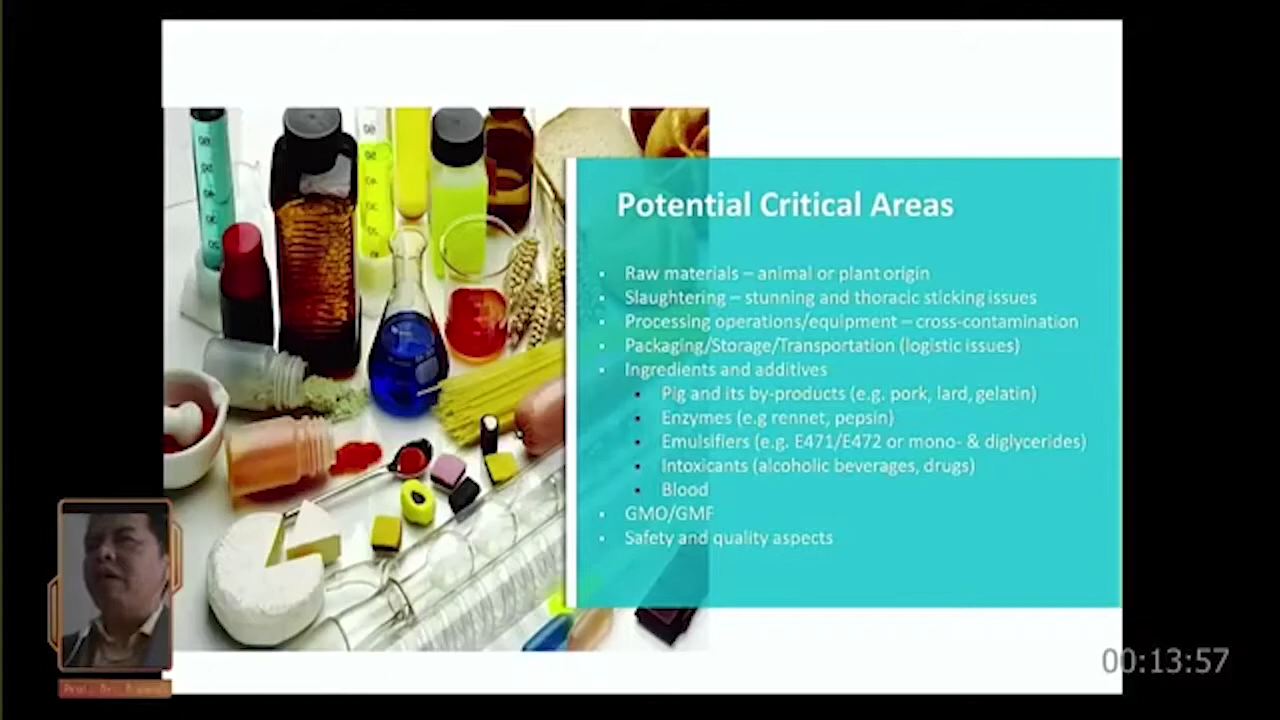 Potential Critical Areas
• Raw materials – animal or plant origin
• Slaughtering – stunning and thoracic sticking issues
• Processing operations/equipment – cross-contamination
• Packaging/Storage/Transportation (logistic issues)
• Ingredients and additives
• Pig and its by-products (e.g. pork, lard, gelatin)
• Enzymes (e.g rennet, pepsin)
• Emulsifiers (e.g. E471/E472 or mono- & diglycerides)
• Intoxicants (alcoholic beverages, drugs)
• Blood
• GMO/GMF
• Safety and quality aspects
00:13:57
Prof. Dr.